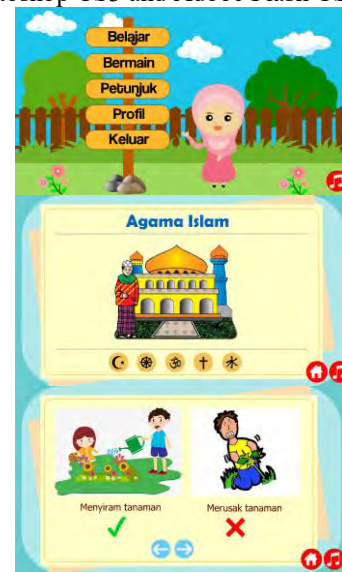 Belajar
Bermain
Petunjuk
Profil
Keluar
Agama Islam
Menyiram tanaman
Merusak tanaman